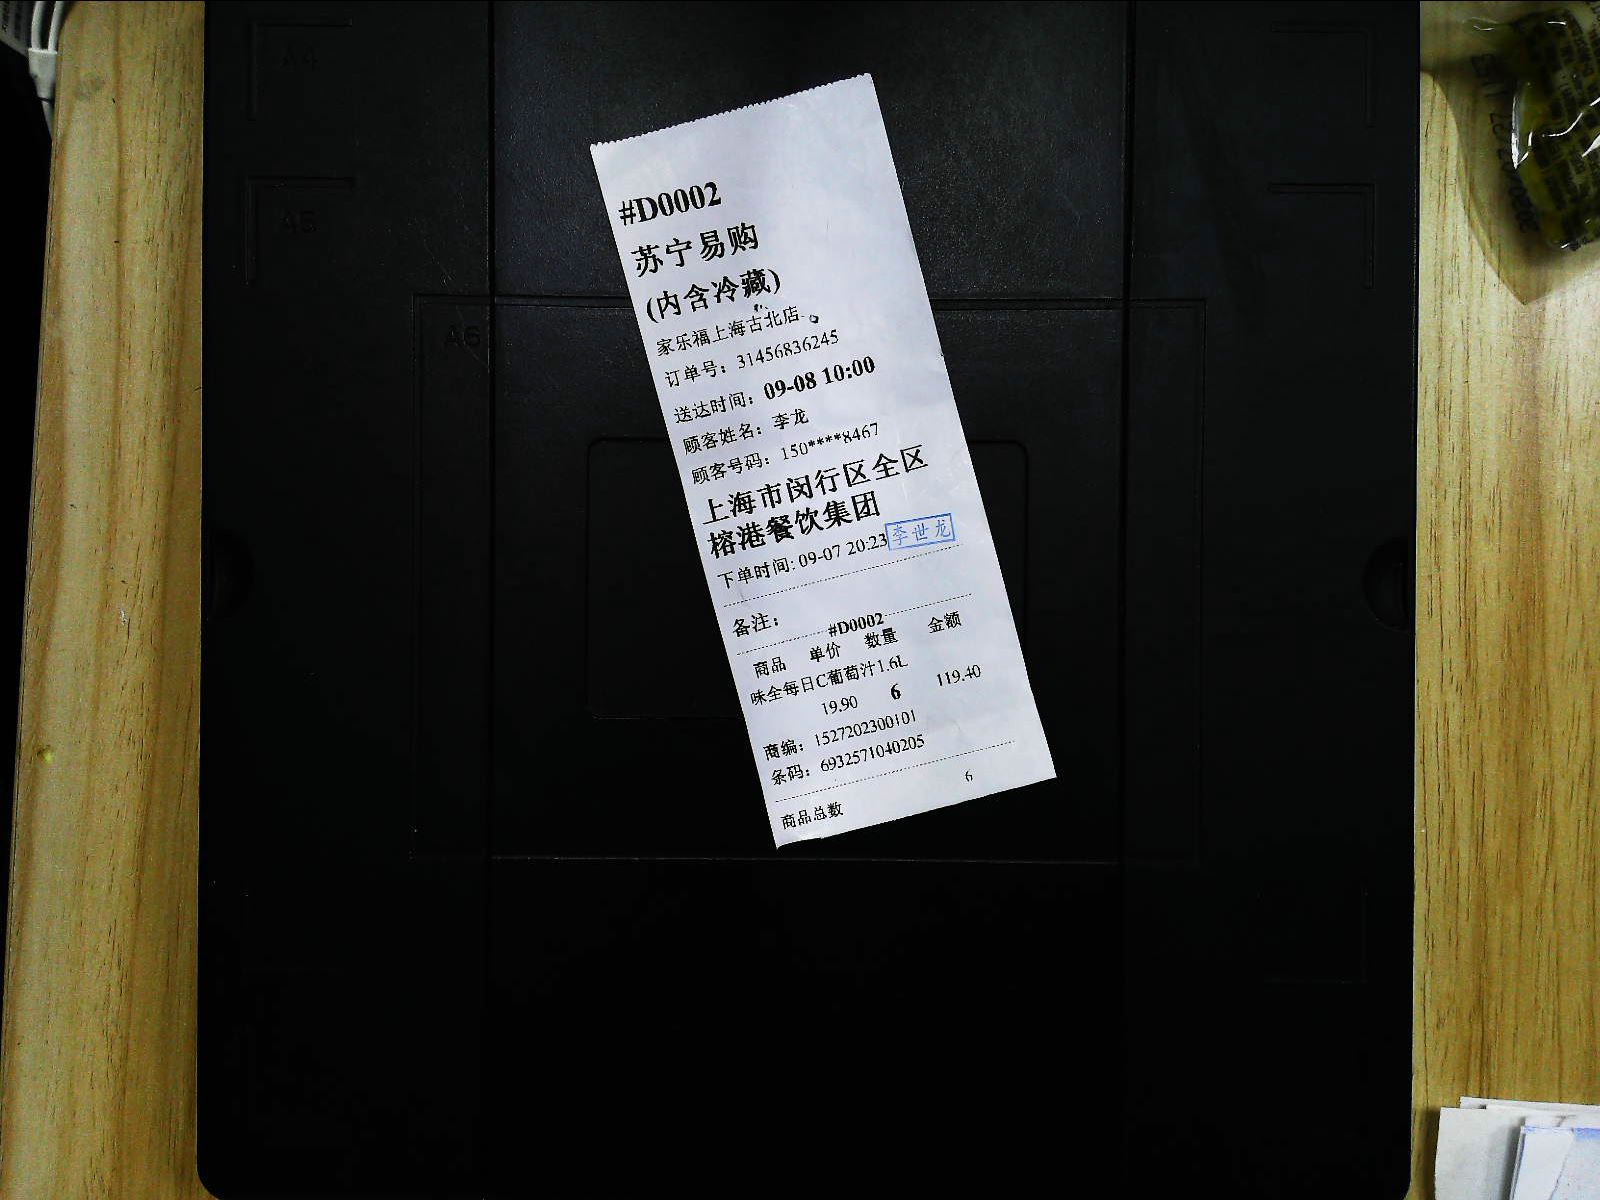 #D0002
苏宁易购
(内含冷藏)
家乐福上海古北店
订单号：31456836245
送达时间：09-08 10:00
顾客姓名：李龙
顾客号码：150****8467
上海市闵行区全区
榕港餐饮集团
下单时间: 09-07 20:23
李世龙
备注：
#D0002
商品 单价 数量 金额
味全每日C葡萄汁1.6L
19.90 6 119.40
商编：1527202300101
条码：6932571040205
商品总数 6
A4
A5
A6